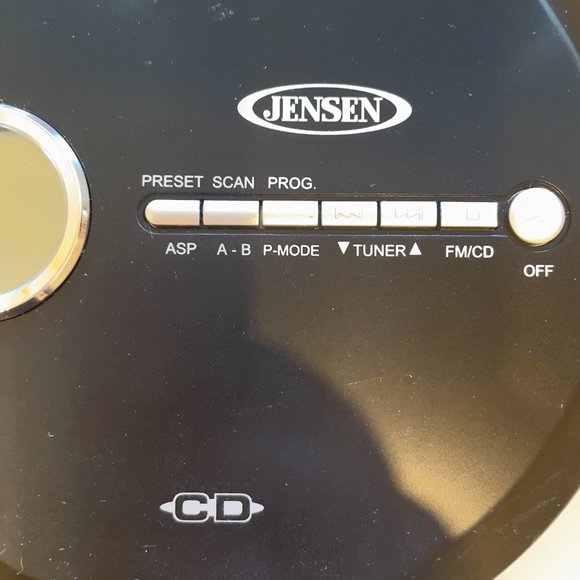 JENSEN
PRESET SCAN PROG.
ASP A - B P-MODE ▼TUNER▲ FM/CD
OFF
CD